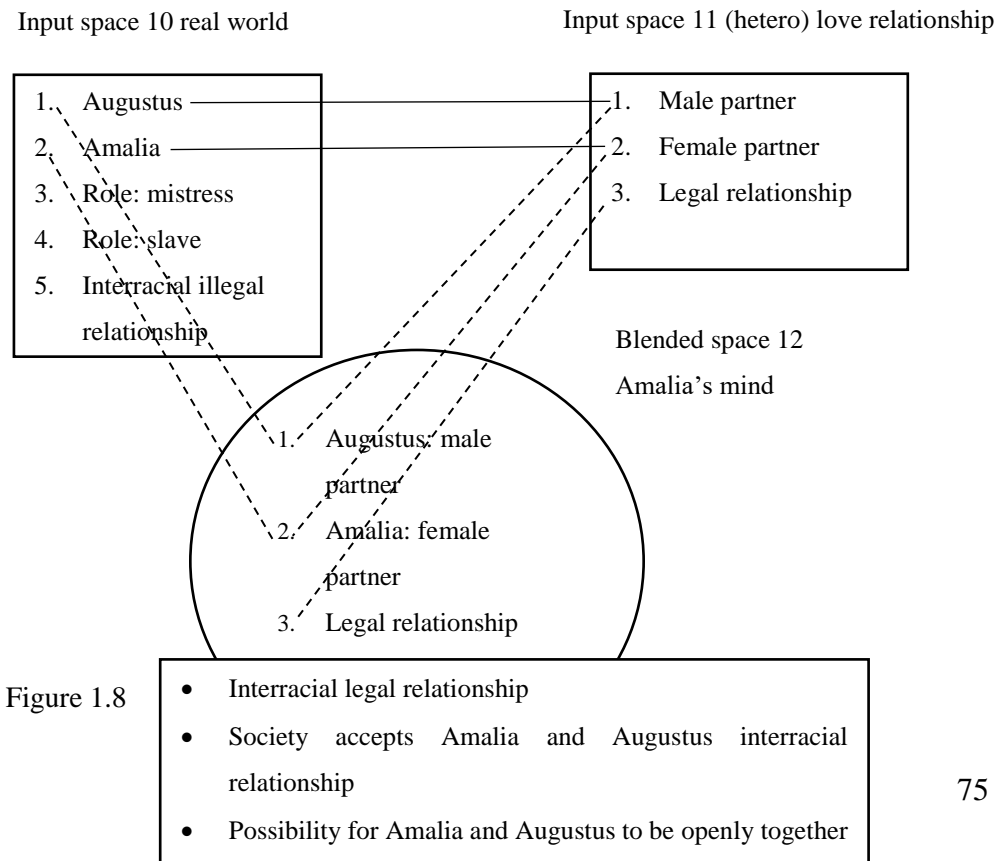 Input space 10 real world
Input space 11 (hetero) love relationship
1. Augustus
2. Amalia
3. Role: mistress
4. Role: slave
5. Interracial illegal
relationship
1. Male partner
2. Female partner
3. Legal relationship
Blended space 12
Amalia's mind
1. Augustus: male
partner
2. Amalia: female
partner
3. Legal relationship
Figure 1.8
• Interracial legal relationship
• Society accepts Amalia and Augustus interracial
relationship
• Possibility for Amalia and Augustus to be openly together
75